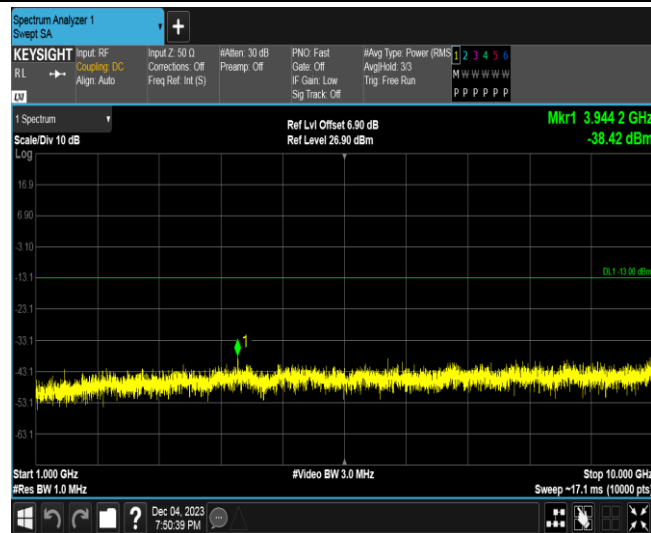 Spectrum Analyzer 1
Swept SA
+
KEYSIGHT
RL
LXI
Input: RF
Coupling: DC
Align: Auto
Input Z: 50 Ω
Corrections: Off
Freq Ref: Int (S)
#Atten: 30 dB
Preamp: Off
PNO: Fast
Gate: Off
IF Gain: Low
Sig Track: Off
#Avg Type: Power (RMS
Avg|Hold: 3/3
Trig: Free Run
1 2 3 4 5 6
M W W W W W
P P P P P P
1 Spectrum
Scale/Div 10 dB
Ref Lvl Offset 6.90 dB
Ref Level 26.90 dBm
Mkr1 3.944 2 GHz
-38.42 dBm
Log
16.9
6.90
-3.10
-13.1
DL1 -13.00 dBm
-23.1
-33.1
1
-43.1
-53.1
-63.1
Start 1.000 GHz
#Res BW 1.0 MHz
#Video BW 3.0 MHz
Stop 10.000 GHz
Sweep ~17.1 ms (10000 pts)
?
Dec 04, 2023
7:50:39 PM